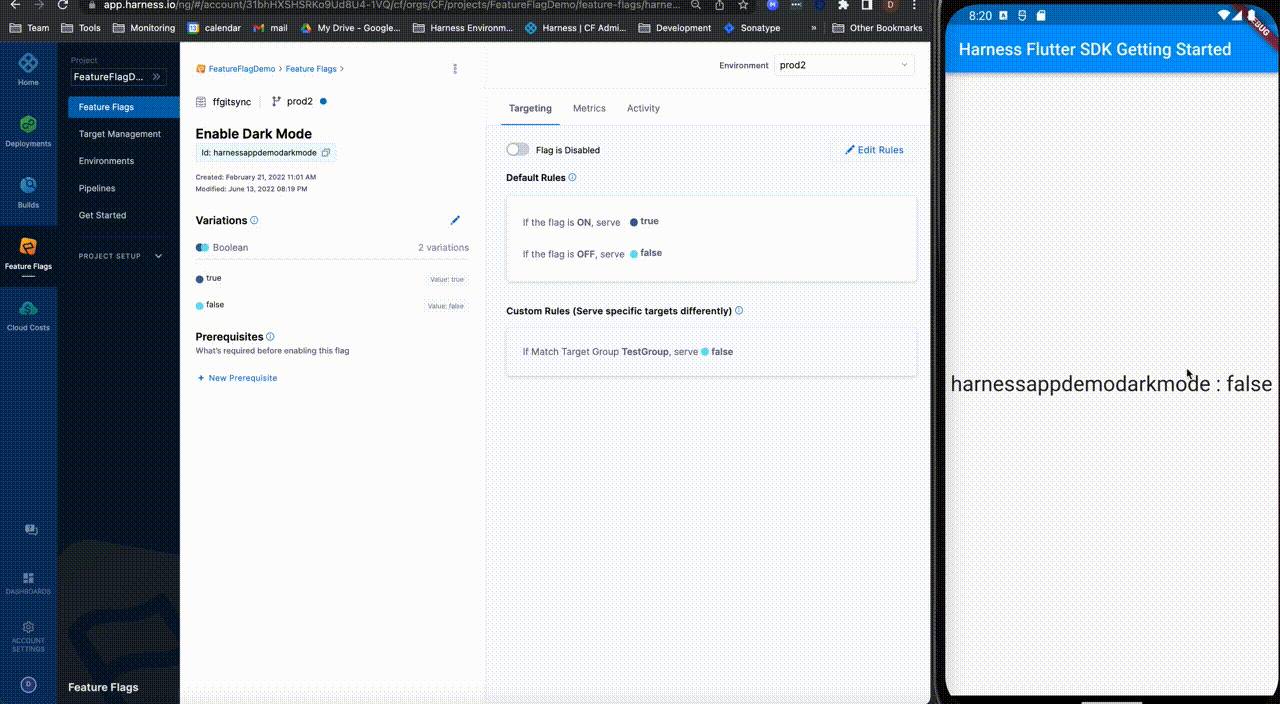 app.harness.io/ng/#/account/31bhHXSHSRKo9Ud8U4-1VQ/cf/orgs/CF/projects/FeatureFlagDemo/feature-flags/harne...
M
D
Team
Tools
Monitoring
calendar
mail
My Drive - Google...
Harness Environm...
Harness | CF Admi...
Development
Sonatype
»
Other Bookmarks
Home
Deployments
Builds
Feature Flags
Cloud Costs
DASHBOARDS
ACCOUNT
SETTINGS
D
Project
FeatureFlagD... »
Feature Flags
Target Management
Environments
Pipelines
Get Started
PROJECT SETUP
Feature Flags
FeatureFlagDemo > Feature Flags >
ffgitsync
prod2
Enable Dark Mode
Id: harnessappdemodarkmode
Created: February 21, 2022 11:01 AM
Modified: June 13, 2022 08:19 PM
Variations
Boolean
2 variations
true
Value: true
false
Value: false
Prerequisites
What's required before enabling this flag
+ New Prerequisite
Environment
prod2
Targeting
Metrics
Activity
Flag is Disabled
Edit Rules
Default Rules
If the flag is ON, serve true
If the flag is OFF, serve false
Custom Rules (Serve specific targets differently)
If Match Target Group TestGroup, serve false
8:20
DEBUG
Harness Flutter SDK Getting Started
harnessappdemodarkmode : false